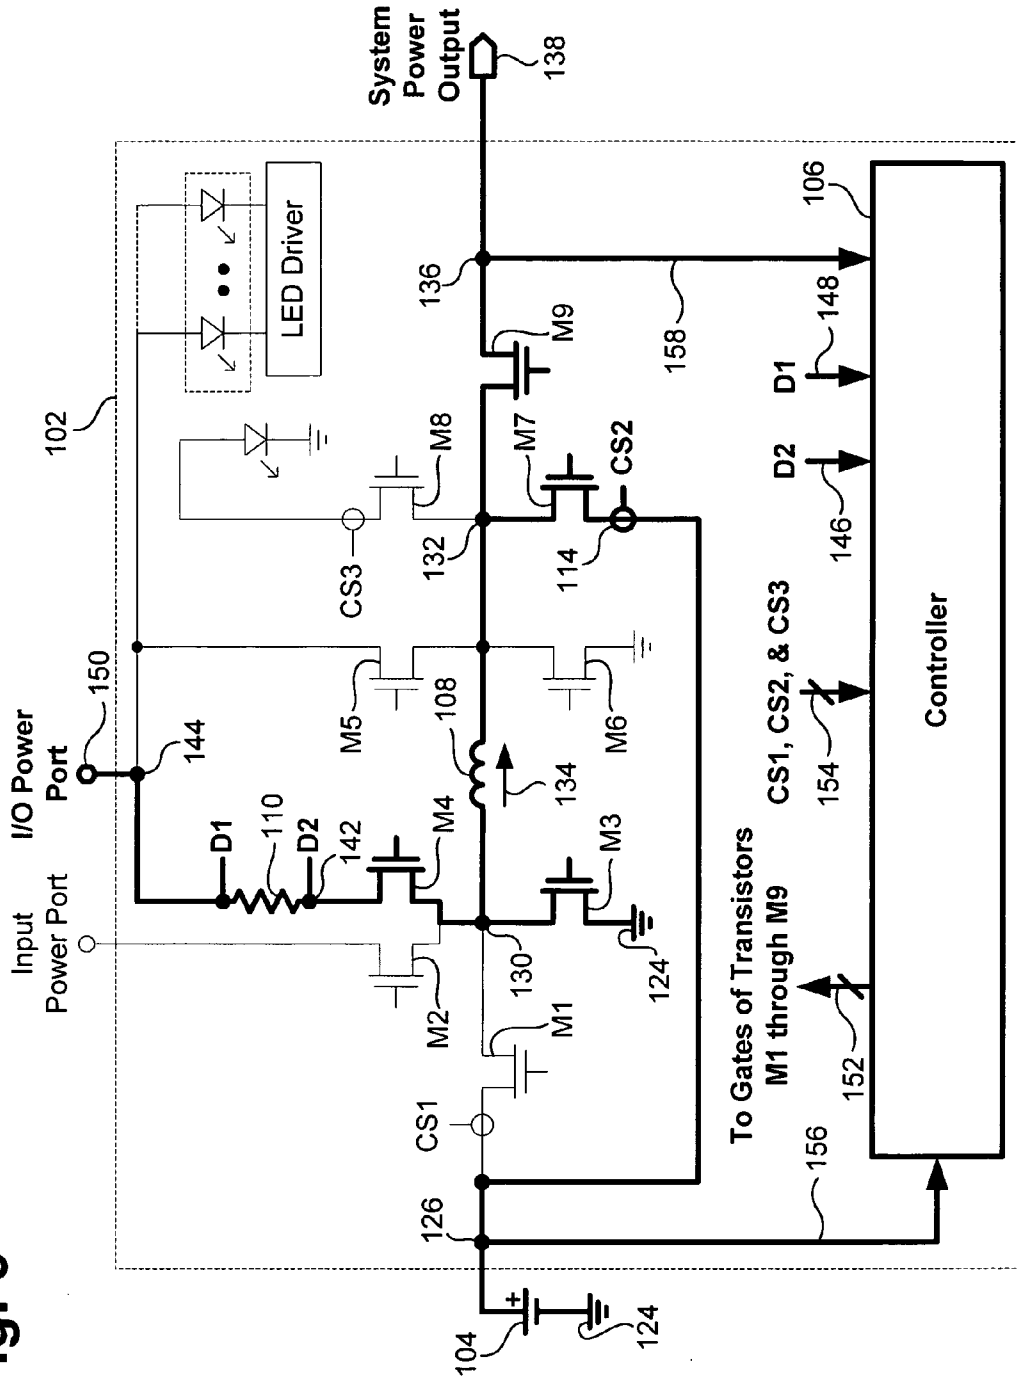 I/O Power
Port
150
Input
Power Port
144
102
D1
110
D2
142
M4
M2
M5
108
134
M6
CS3
M8
LED Driver
System
Power
Output
138
136
M9
132
M7
CS2
114
158
130
M3
124
M1
CS1
126
104
+
124
156
To Gates of Transistors
M1 through M9
152
CS1, CS2, & CS3
154
D2
146
D1
148
106
Controller